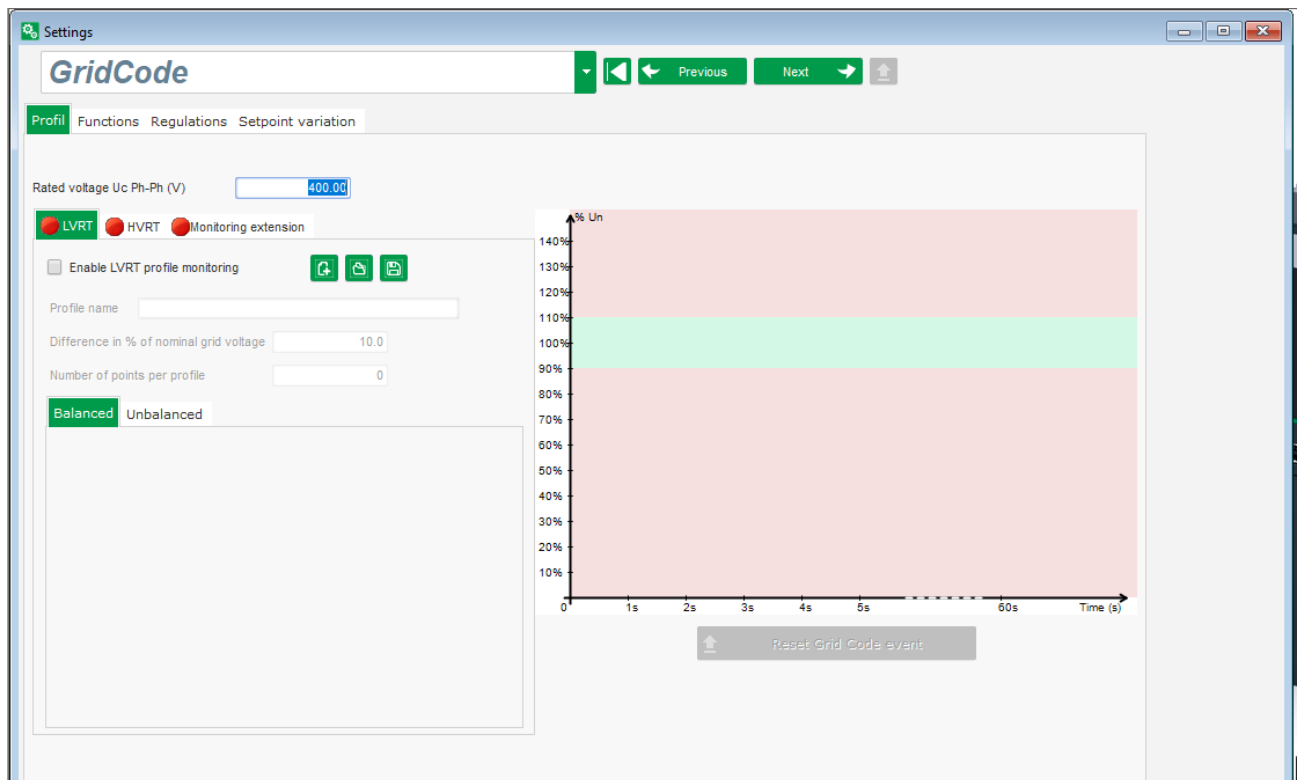 Settings
GridCode
Previous
Next
Profil Functions Regulations Setpoint variation
Rated voltage Uc Ph-Ph (V) 400.00
LVRT HVRT Monitoring extension
Enable LVRT profile monitoring
Profile name
Difference in % of nominal grid voltage 10.0
Number of points per profile 0
Balanced Unbalanced
% Un
140%
130%
120%
110%
100%
90%
80%
70%
60%
50%
40%
30%
20%
10%
0 1s 2s 3s 4s 5s 60s Time (s)
Reset Grid Code event